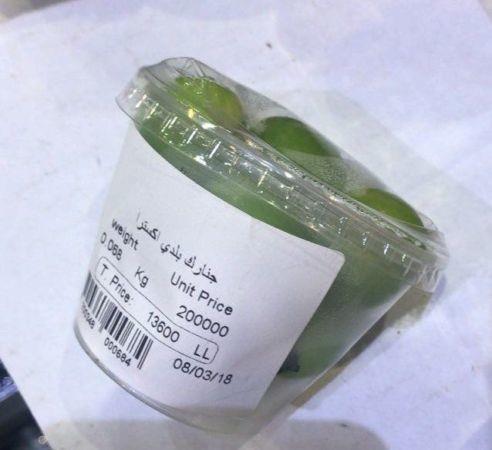 جنارك بلدي اكسترا
weight Unit Price
0 068 Kg 200000
T. Price: 13600 LL
000684 08/03/18